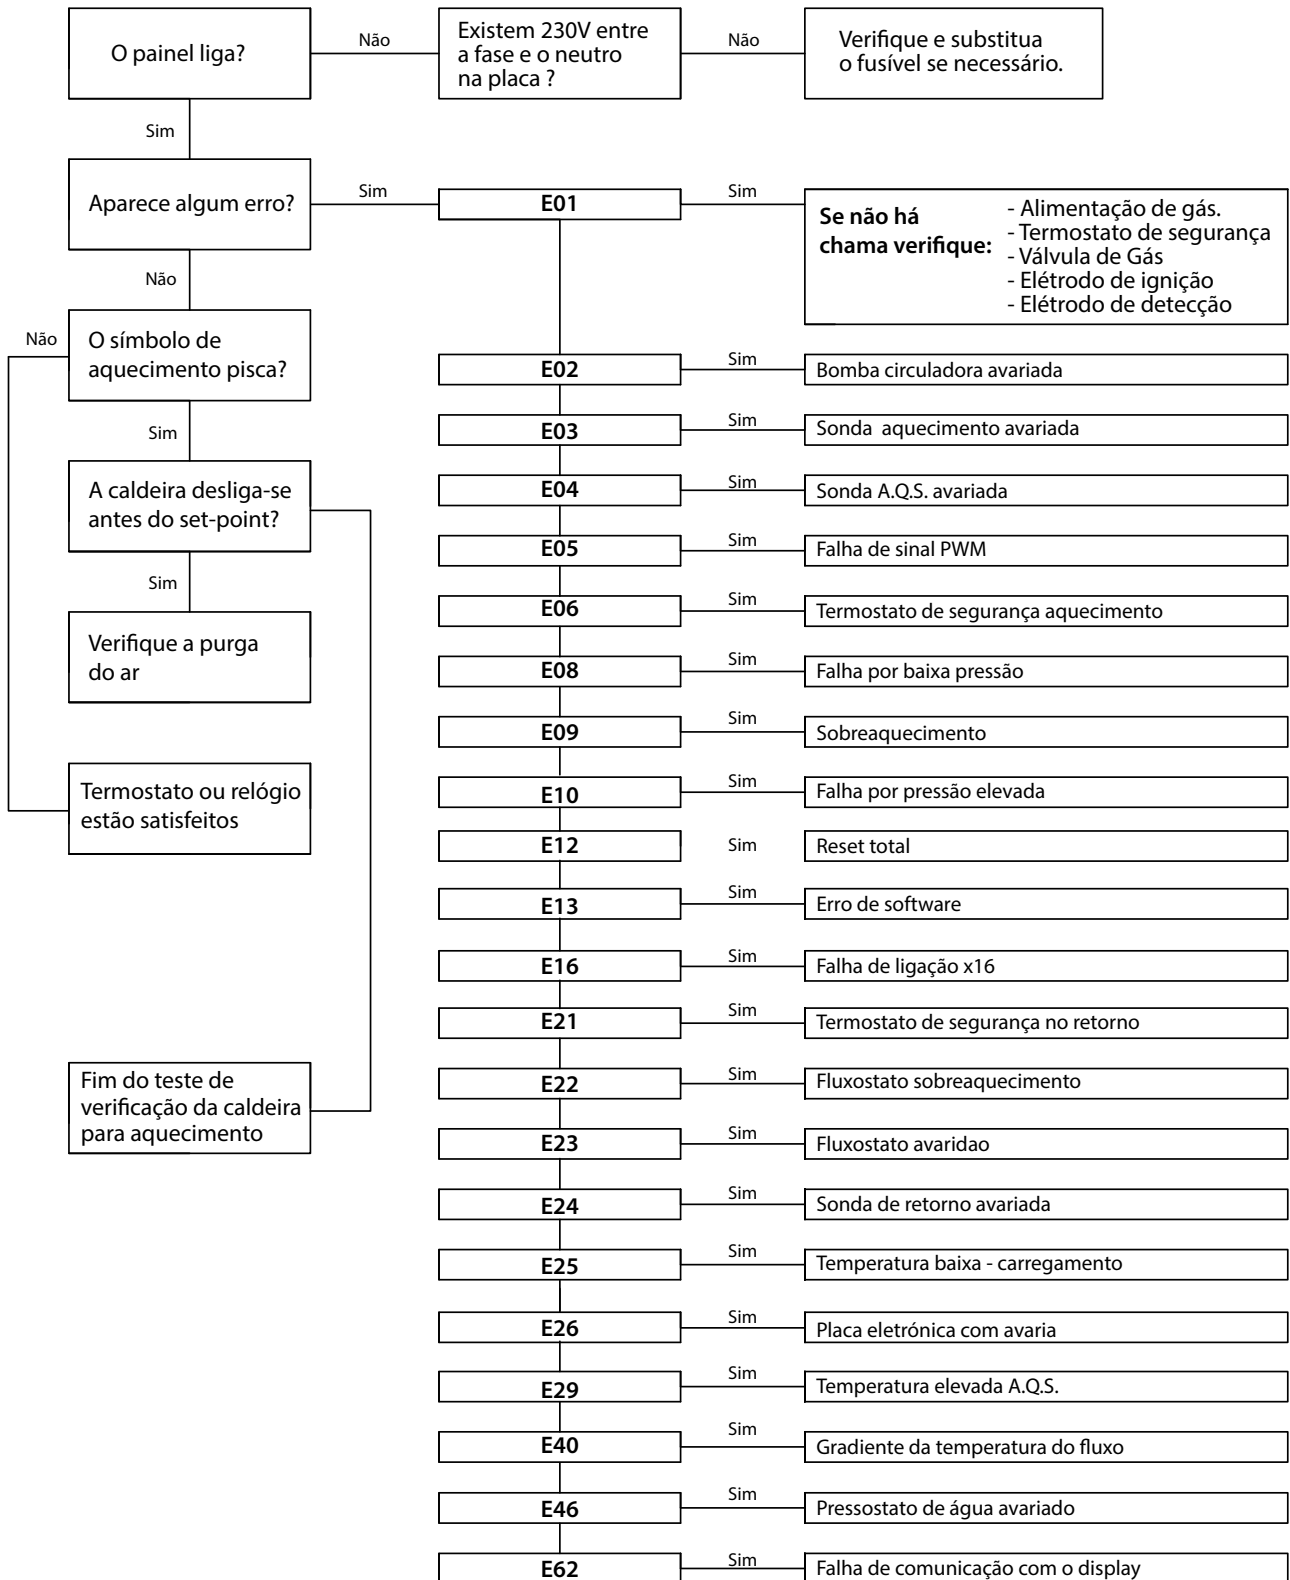 O painel liga?
Não
Existem 230V entre
a fase e o neutro
na placa ?
Não
Verifique e substitua
o fusível se necessário.
Sim
Aparece algum erro?
Sim
E01
Sim
Se não há
chama verifique:
- Alimentação de gás.
- Termostato de segurança
- Válvula de Gás
- Elétrodo de ignição
- Elétrodo de detecção
Não
O símbolo de
aquecimento pisca?
Não
Sim
A caldeira desliga-se
antes do set-point?
Sim
Verifique a purga
do ar
Termostato ou relógio
estão satisfeitos
Fim do teste de
verificação da caldeira
para aquecimento
E02
Sim
Bomba circuladora avariada
E03
Sim
Sonda aquecimento avariada
E04
Sim
Sonda A.Q.S. avariada
E05
Sim
Falha de sinal PWM
E06
Sim
Termostato de segurança aquecimento
E08
Sim
Falha por baixa pressão
E09
Sim
Sobreaquecimento
E10
Sim
Falha por pressão elevada
E12
Sim
Reset total
E13
Sim
Erro de software
E16
Sim
Falha de ligação x16
E21
Sim
Termostato de segurança no retorno
E22
Sim
Fluxostato sobreaquecimento
E23
Sim
Fluxostato avaridao
E24
Sim
Sonda de retorno avariada
E25
Sim
Temperatura baixa - carregamento
E26
Sim
Placa eletrónica com avaria
E29
Sim
Temperatura elevada A.Q.S.
E40
Sim
Gradiente da temperatura do fluxo
E46
Sim
Pressostato de água avariado
E62
Sim
Falha de comunicação com o display